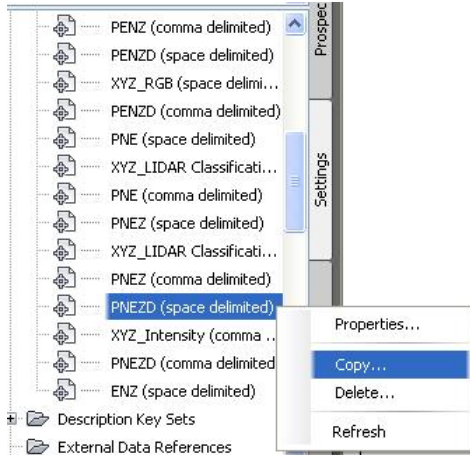 PENZ (comma delimited)
PENZD (space delimited)
XYZ_RGB (space delimi...
PENZD (comma delimited)
PNE (space delimited)
XYZ_LIDAR Classificati...
PNE (comma delimited)
PNEZ (space delimited)
XYZ_LIDAR Classificati...
PNEZ (comma delimited)
PNEZD (space delimited)
XYZ_Intensity (comma ..
PNEZD (comma delimited
ENZ (space delimited)
Description Key Sets
External Data References
Prospec
Settings
Properties...
Copy...
Delete...
Refresh